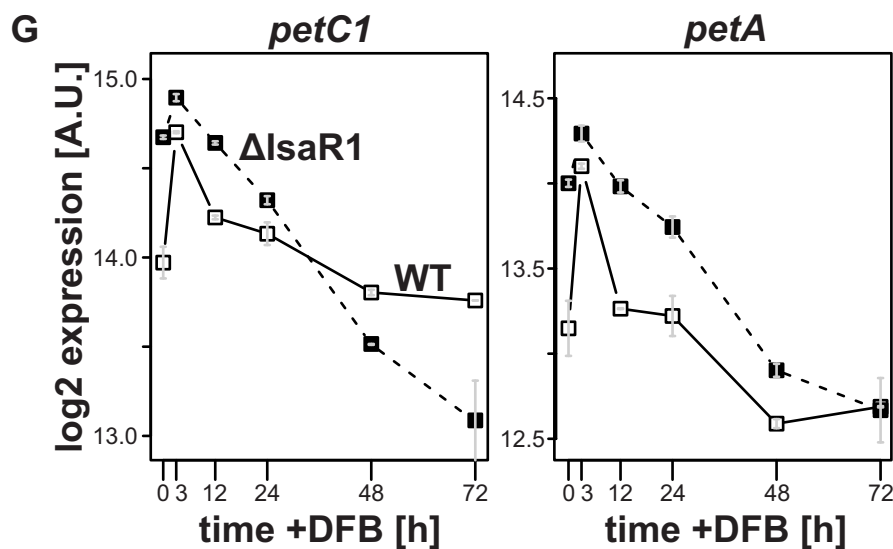 G
petC1
petA
log2 expression [A.U.]
15.0
14.0
13.0
ΔIsaR1
WT
0 3 12 24 48 72
time +DFB [h]
14.5
13.5
12.5
0 3 12 24 48 72
time +DFB [h]